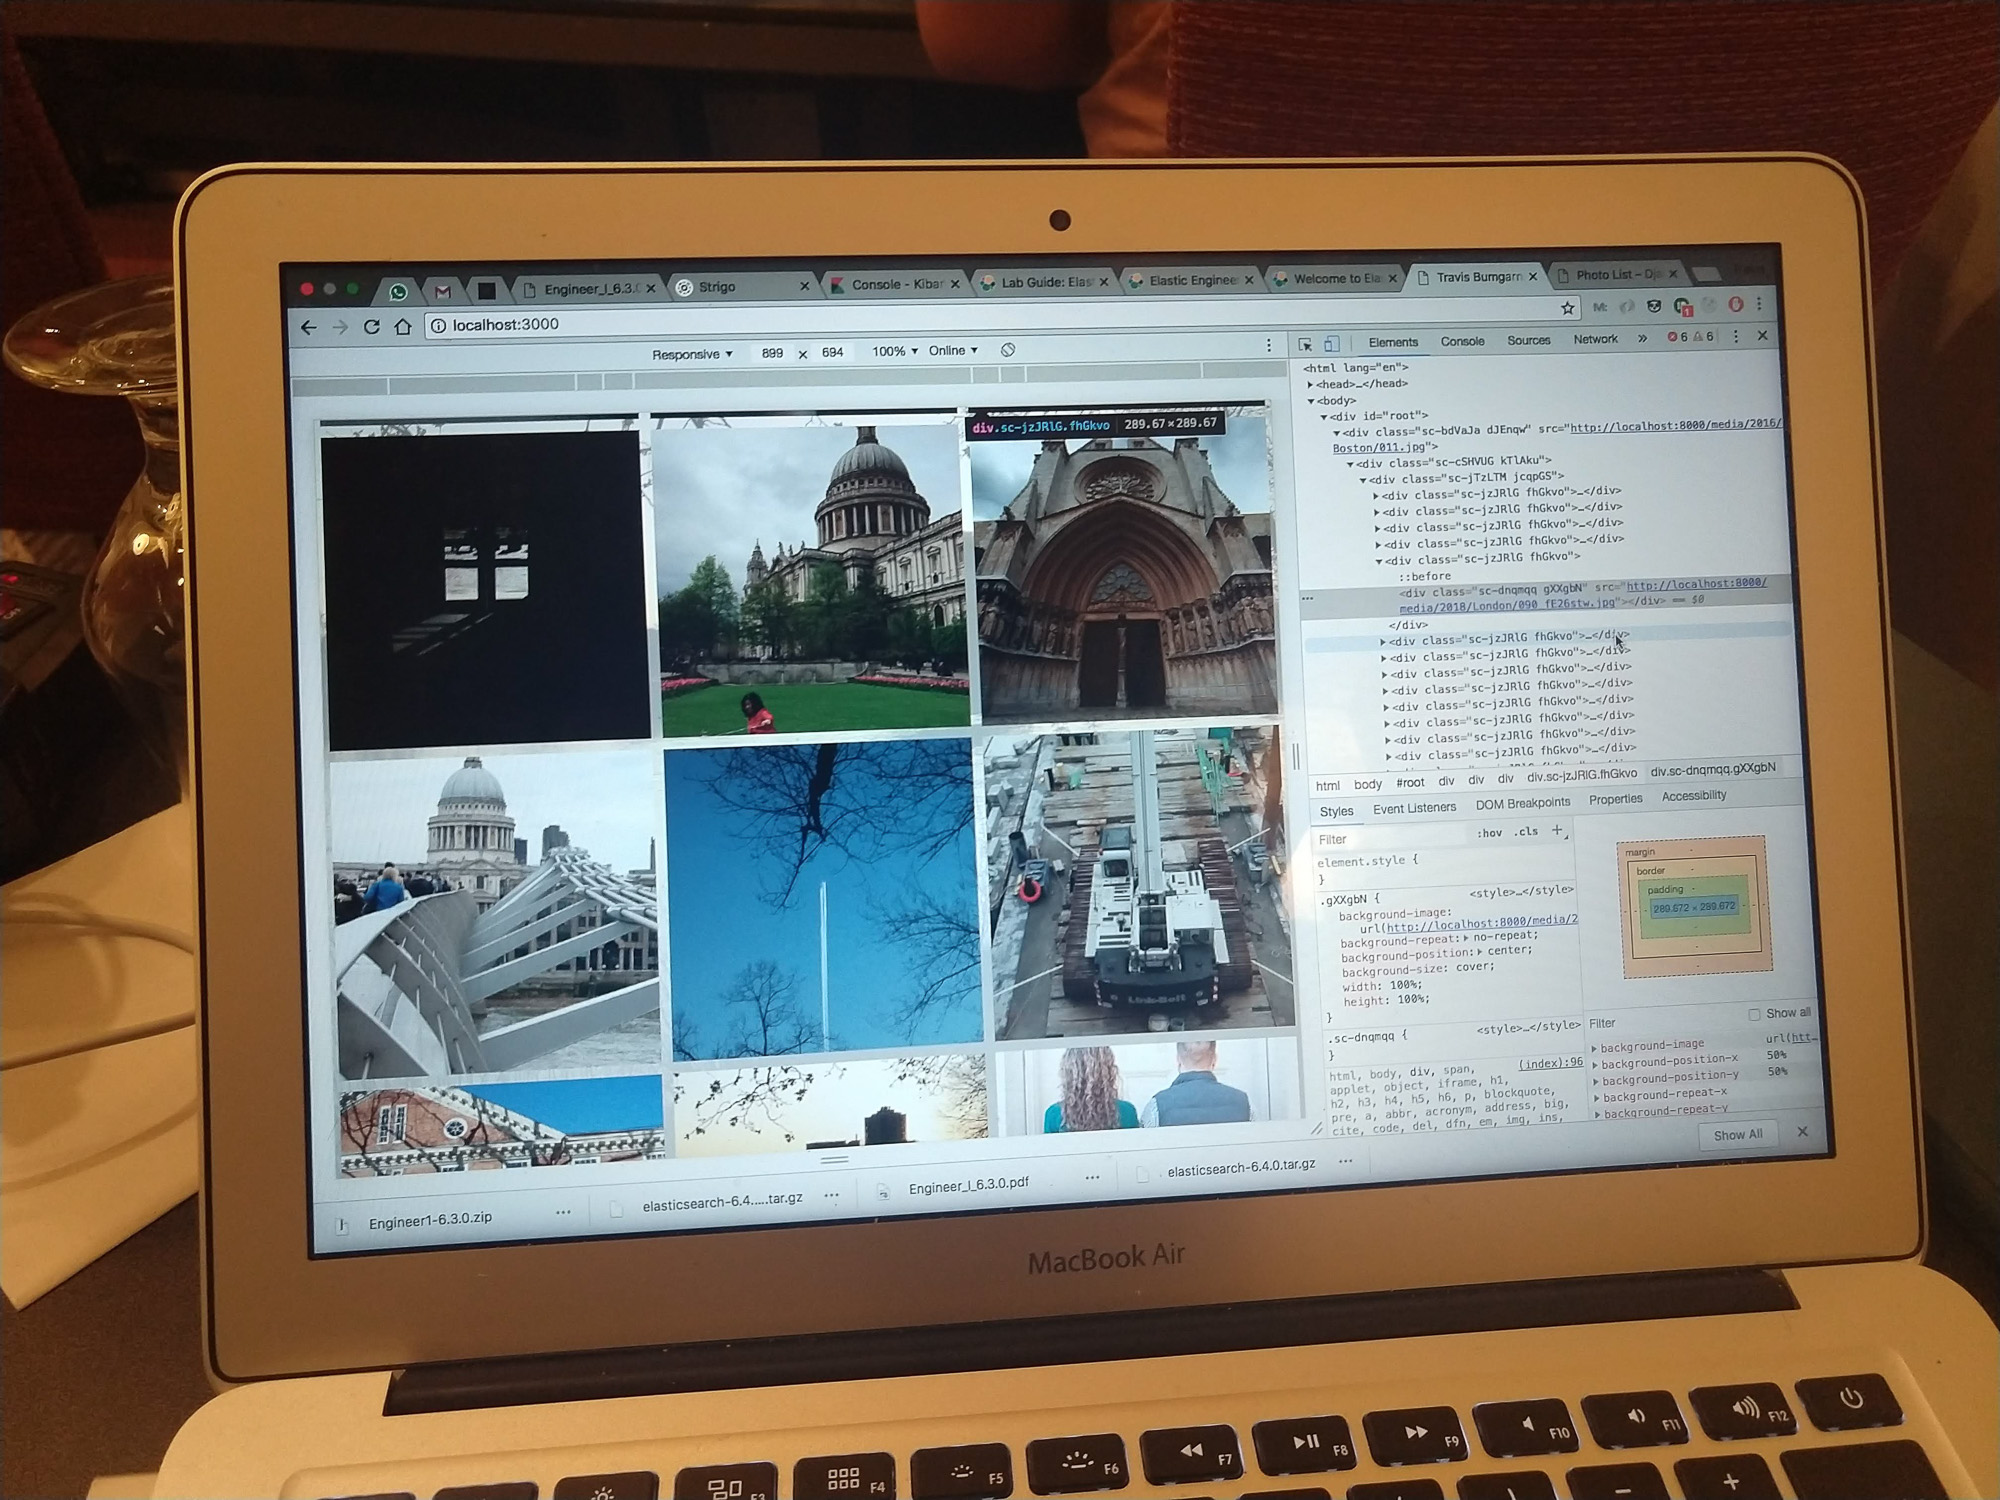 Engineer_I_6.3.0
Strigo
Console - Kibar
Lab Guide: Elas
Elastic Enginee
Welcome to Ela
Travis Bumgarn
Photo List – Dj
localhost:3000
M:
1
Responsive ▾ 899 × 694 100% ▾ Online ▾
Elements Console Sources Network » 6 6
<html lang="en">
▸<head>…</head>
▾<body>
▾<div id="root">
▾<div class="sc-bdVaJa dJEnqw" src="http://localhost:8000/media/2016/
Boston/011.jpg">
▾<div class="sc-cSHVUG kTlAku">
▾<div class="sc-jTzLTM jcqpGS">
▸<div class="sc-jzJRlG fhGkvo">…</div>
▸<div class="sc-jzJRlG fhGkvo">…</div>
▸<div class="sc-jzJRlG fhGkvo">…</div>
▸<div class="sc-jzJRlG fhGkvo">…</div>
▾<div class="sc-jzJRlG fhGkvo">
::before
<div class="sc-dnqmqq gXXgbN" src="http://localhost:8000/
media/2018/London/090_fE26stw.jpg"></div> == $0
</div>
▸<div class="sc-jzJRlG fhGkvo">…</div>
▸<div class="sc-jzJRlG fhGkvo">…</div>
▸<div class="sc-jzJRlG fhGkvo">…</div>
▸<div class="sc-jzJRlG fhGkvo">…</div>
▸<div class="sc-jzJRlG fhGkvo">…</div>
▸<div class="sc-jzJRlG fhGkvo">…</div>
▸<div class="sc-jzJRlG fhGkvo">…</div>
▸<div class="sc-jzJRlG fhGkvo">…</div>
div.sc-jzJRlG.fhGkvo 289.67×289.67
Link-Belt
html body #root div div div div.sc-jzJRlG.fhGkvo div.sc-dnqmqq.gXXgbN
Styles Event Listeners DOM Breakpoints Properties Accessibility
Filter :hov .cls +
element.style {
}
.gXXgbN { <style>…</style>
background-image:
url(http://localhost:8000/media/2
background-repeat: ▸ no-repeat;
background-position: ▸ center;
background-size: cover;
width: 100%;
height: 100%;
}
.sc-dnqmqq { <style>…</style>
}
(index):96
html, body, div, span,
applet, object, iframe, h1,
h2, h3, h4, h5, h6, p, blockquote,
pre, a, abbr, acronym, address, big,
cite, code, del, dfn, em, img, ins,
margin -
border -
padding -
289.672 × 289.672
Filter Show all
▸ background-image url(htt…
▸ background-position-x 50%
▸ background-position-y 50%
▸ background-repeat-x
▸ background-repeat-y
Engineer1-6.3.0.zip
elasticsearch-6.4.....tar.gz
Engineer_I_6.3.0.pdf
elasticsearch-6.4.0.tar.gz
Show All
MacBook Air
F3 F4 F5 F6 F7 F8 F9 F10 F11 F12